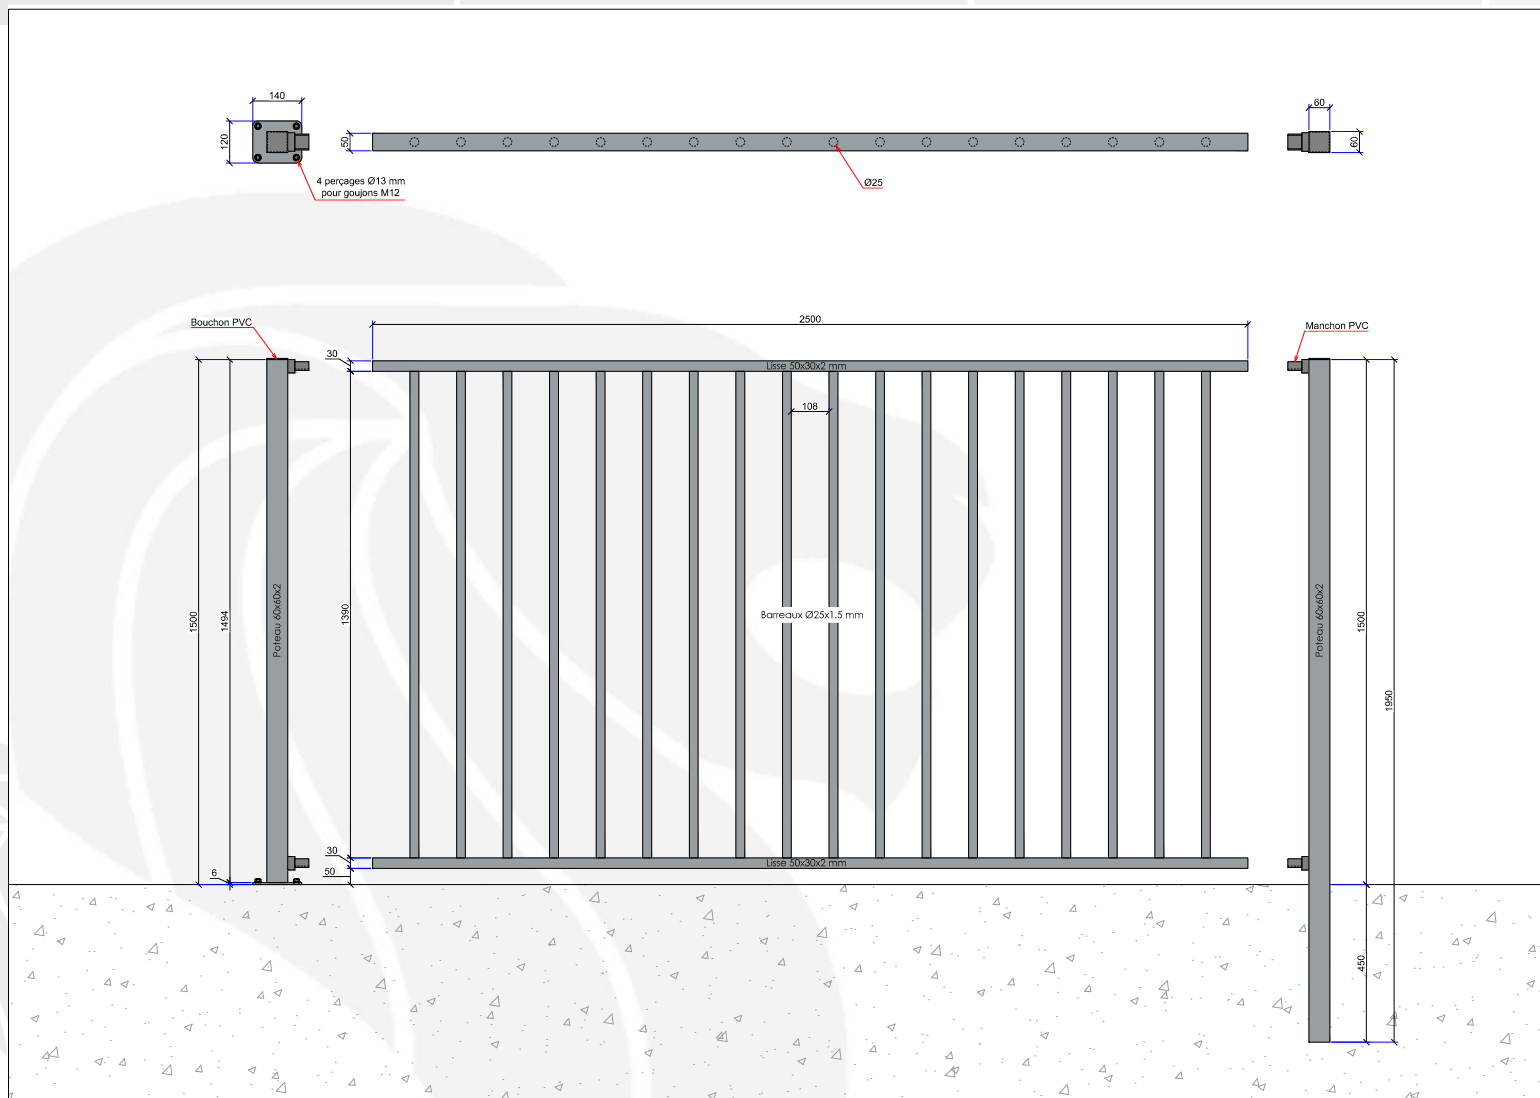 140
120
50
60
60
4 perçages Ø13 mm
pour goujons M12
Ø25
Bouchon PVC
2500
Manchon PVC
30
Lisse 50x30x2 mm
108
1500
1494
Poteau 60x60x2
1390
Barreaux Ø25x1.5 mm
Poteau 60x60x2
1500
1950
30
Lisse 50x30x2 mm
50
6
450